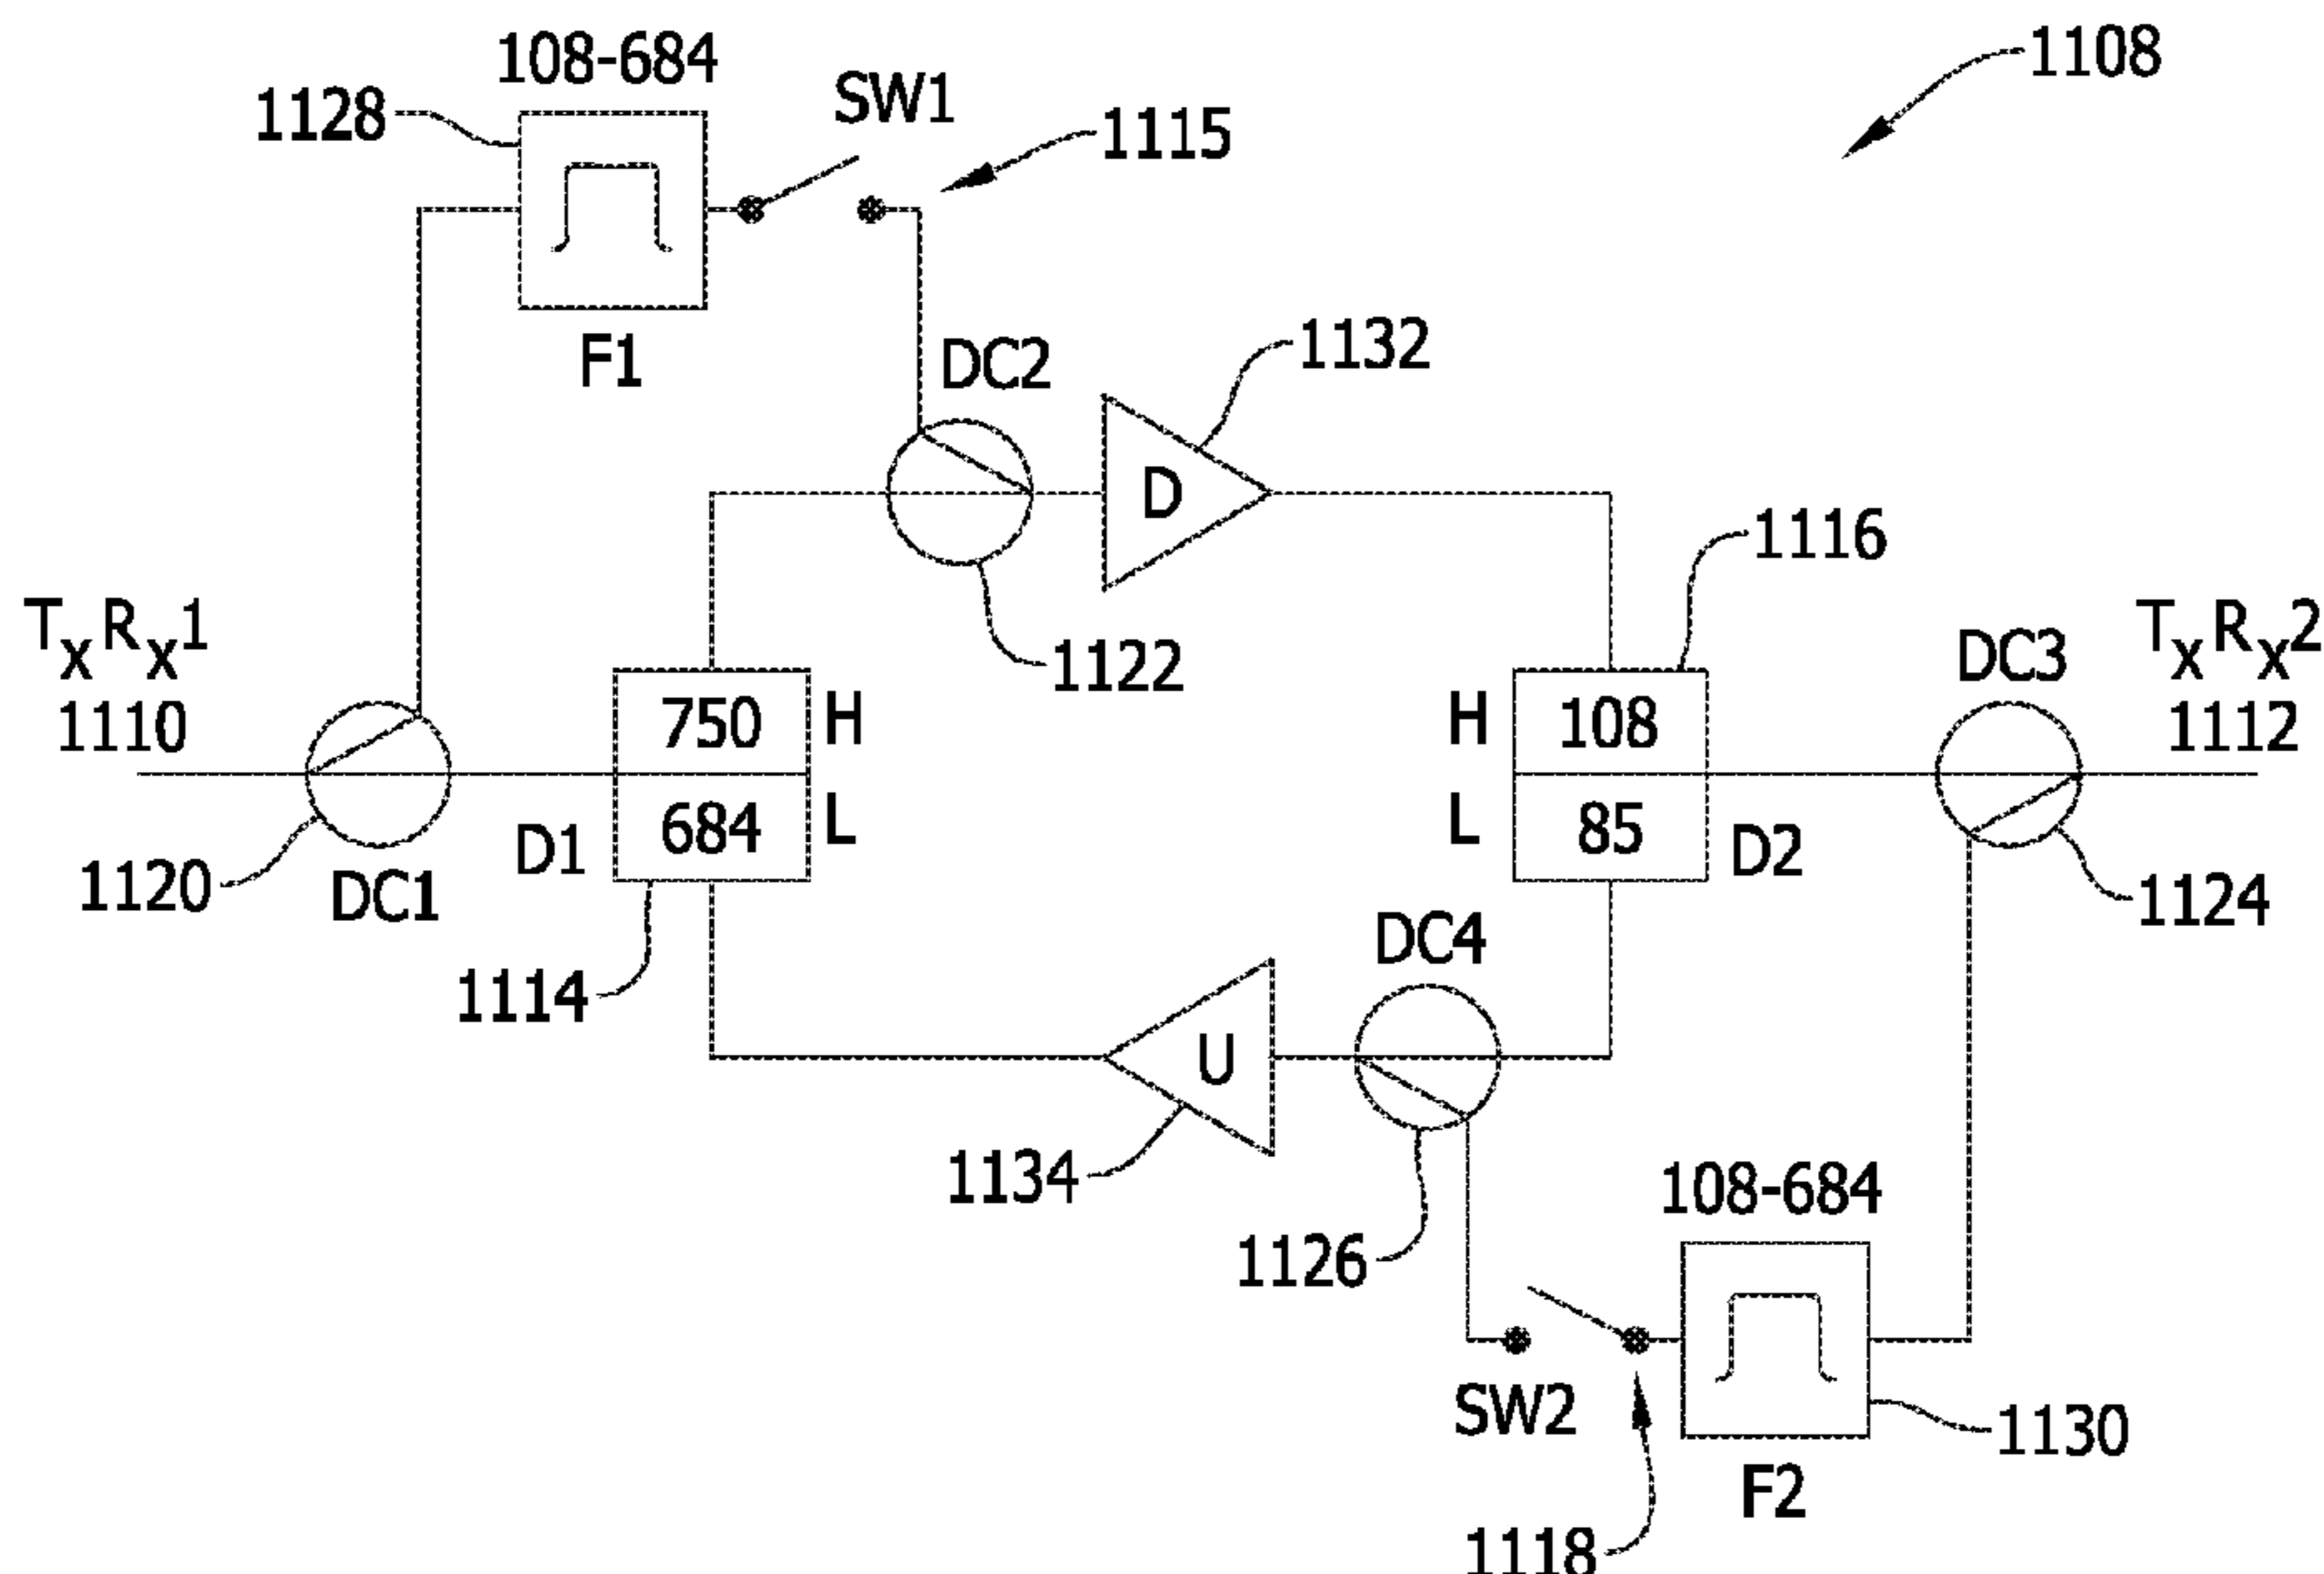 108-684
1108
1128
SW1
1115
F1
DC2
1132
D
1116
TxRx1
1110
1122
DC3
TxRx2
1112
750
H
H
108
684
L
L
85
D1
D2
1120
DC1
1124
1114
DC4
U
1134
1126
108-684
SW2
1130
F2
1118